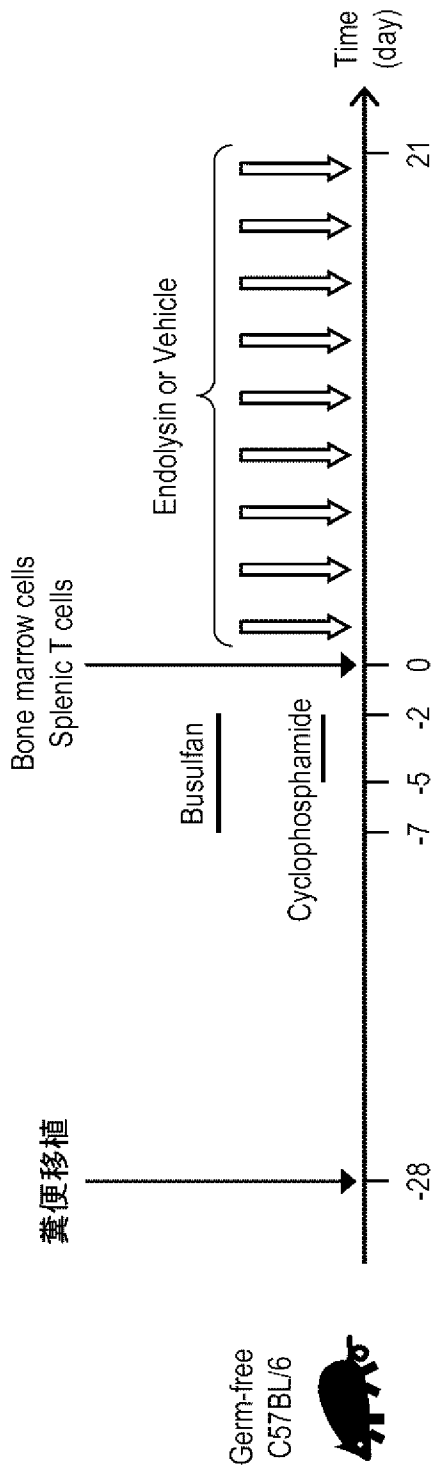 Germ-free
C57BL/6
糞便移植
Bone marrow cells
Splenic T cells
Busulfan
Cyclophosphamide
Endolysin or Vehicle
-28
-7
-5
-2
0
21
Time
(day)